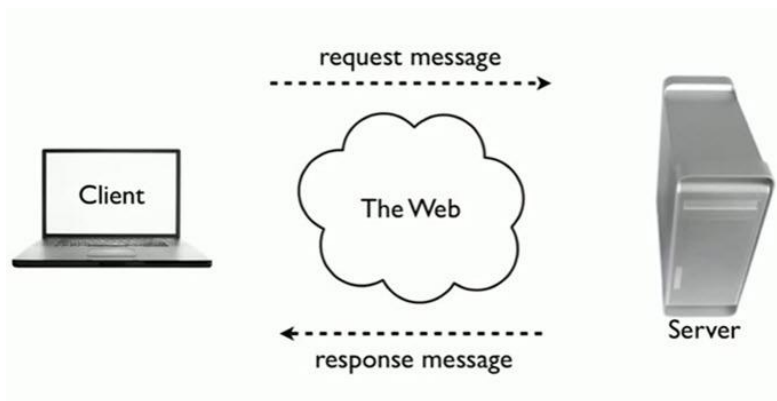 request message
Client
The Web
Server
response message